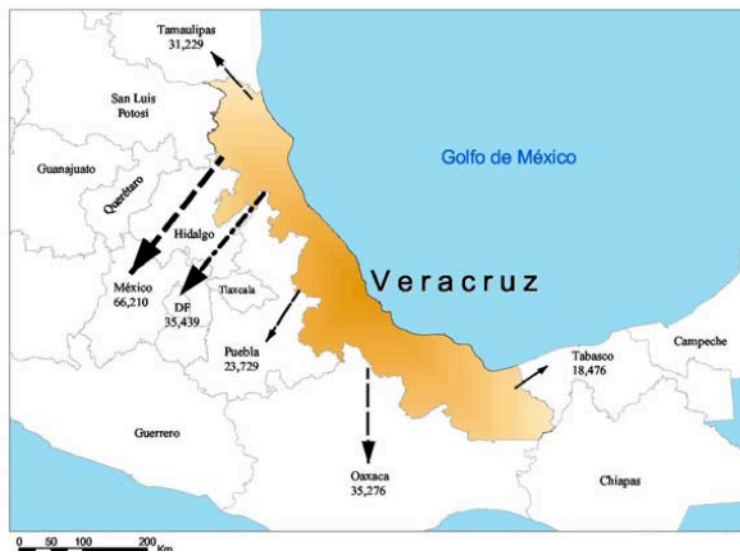 Tamaulipas
31,229
San Luis
Potosí
Guanajuato
Querétaro
Golfo de México
Hidalgo
México
66,210
DF
35,439
Tlaxcala
Veracruz
Puebla
23,729
Tabasco
18,476
Campeche
Guerrero
Oaxaca
35,276
Chiapas
0 50 100 200
Km